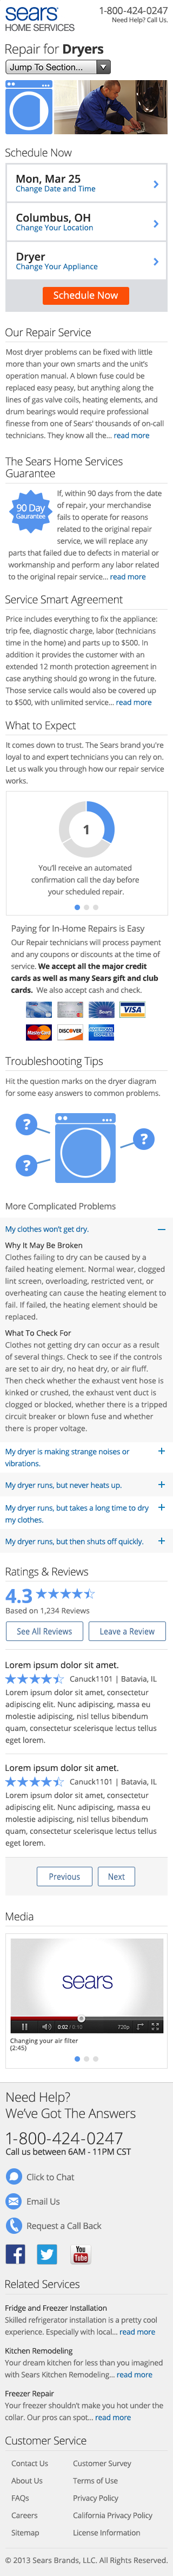 sears
HOME SERVICES
1-800-424-0247
Need Help? Call Us.
Repair for Dryers
Jump To Section...
Schedule Now
Mon, Mar 25
Change Date and Time
Columbus, OH
Change Your Location
Dryer
Change Your Appliance
Schedule Now
Our Repair Service
Most dryer problems can be fixed with little
more than your own smarts and the unit's
operation manual. A blown fuse could be
replaced easy peasy, but anything along the
lines of gas valve coils, heating elements, and
drum bearings would require professional
finesse from one of Sears' thousands of call
technicians. They know all the... read more
The Sears Home Services
Guarantee
90 Day
Gaurantee
If, within 90 days from the date
of repair, your merchandise
fails to operate for reasons
related to the original repair
service, we will replace any
parts that failed due to defects in material or
workmanship and perform any labor related
to the original repair service... read more
Service Smart Agreement
Price includes everything to fix the appliance:
trip fee, diagnostic charge, labor (technicians
time in the home) and parts up to $500. In
addition it provides the customer with an
extended 12 month protection agreement in
case anything should go wrong in the future.
Those service calls would be covered up
to $500, with unlimited service... read more
What to Expect
It comes down to trust. The Sears brand you're
loyal to and expert technicians you can rely on.
Let us walk you through how our repair service
works.
1
You'll receive an automated
confirmation call the day before
your scheduled repair.
Paying for In-Home Repairs is Easy
Our Repair technicians will process payment
and any coupons or discounts at the time of
service. We accept all the major credit
cards as well as many Sears gift and club
cards. We also accept cash and check.
VISA
MasterCard
DISCOVER
AMERICAN EXPRESS
Troubleshooting Tips
Hit the question marks on the dryer diagram
for some easy answers to common problems.
?
?
?
More Complicated Problems
My clothes won't get dry.
Why It May Be Broken
Clothes failing to dry can be caused by a
failed heating element. Normal wear, clogged
lint screen, overloading, restricted vent, or
overheating can cause the heating element to
fail. If failed, the heating element should be
replaced.
What To Check For
Clothes not getting dry can occur as a result
of several things. Check to see if the controls
are set to air dry, no heat dry, or air fluff.
Then check whether the exhaust vent hose is
kinked or crushed, the exhaust vent duct is
clogged or blocked, whether there is a tripped
circuit breaker or blown fuse and whether
there is proper voltage.
My dryer is making strange noises or
vibrations.
My dryer runs, but never heats up.
My dryer runs, but takes a long time to dry
my clothes.
My dryer runs, but then shuts off quickly.
Ratings & Reviews
4.3
Based on 1,234 Reviews
See All Reviews
Leave a Review
Lorem ipsum dolor sit amet.
Canuck1101 | Batavia, IL
Lorem ipsum dolor sit amet, consectetur
adipiscing elit. Nunc adipiscing, massa eu
molestie adipiscing, nisl tellus bibendum
quam, consectetur scelerisque lectus tellus
eget lorem.
Lorem ipsum dolor sit amet.
Canuck1101 | Batavia, IL
Lorem ipsum dolor sit amet, consectetur
adipiscing elit. Nunc adipiscing, massa eu
molestie adipiscing, nisl tellus bibendum
quam, consectetur scelerisque lectus tellus
eget lorem.
Previous
Next
Media
sears
0:02 / 0:10
720p
Changing your air filter
(2:45)
Need Help?
We've Got The Answers
1-800-424-0247
Call us between 6AM - 11PM CST
Click to Chat
Email Us
Request a Call Back
f
You Tube
Related Services
Fridge and Freezer Installation
Skilled refrigerator installation is a pretty cool
experience. Especially with local... read more
Kitchen Remodeling
Your dream kitchen for less than you imagined
with Sears Kitchen Remodeling... read more
Freezer Repair
Your freezer shouldn't make you hot under the
collar. Our pros can spot... read more
Customer Service
Contact Us
Customer Survey
About Us
Terms of Use
FAQs
Privacy Policy
Careers
California Privacy Policy
Sitemap
License Information
© 2013 Sears Brands, LLC. All Rights Reserved.